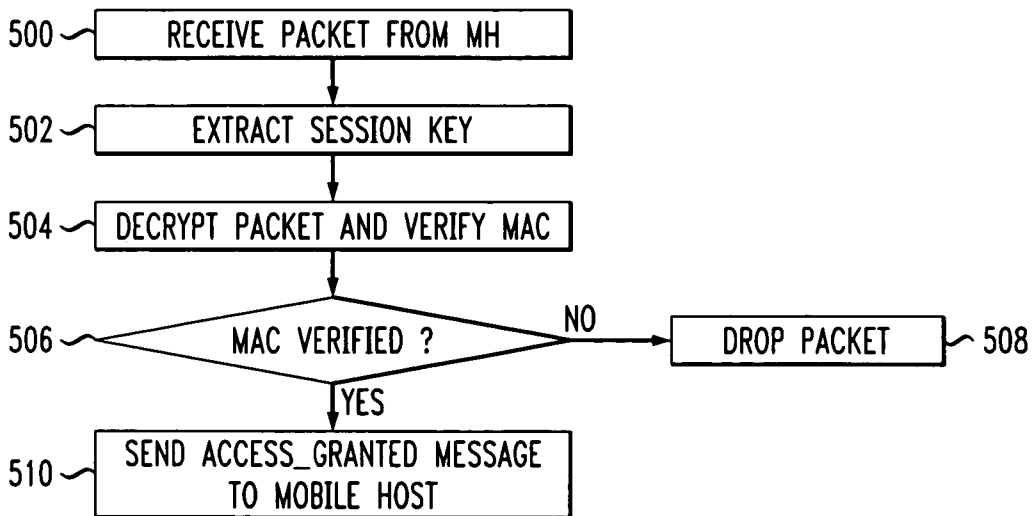 500 RECEIVE PACKET FROM MH
502 EXTRACT SESSION KEY
504 DECRYPT PACKET AND VERIFY MAC
506 MAC VERIFIED ? NO DROP PACKET 508
YES
510 SEND ACCESS_GRANTED MESSAGE
TO MOBILE HOST